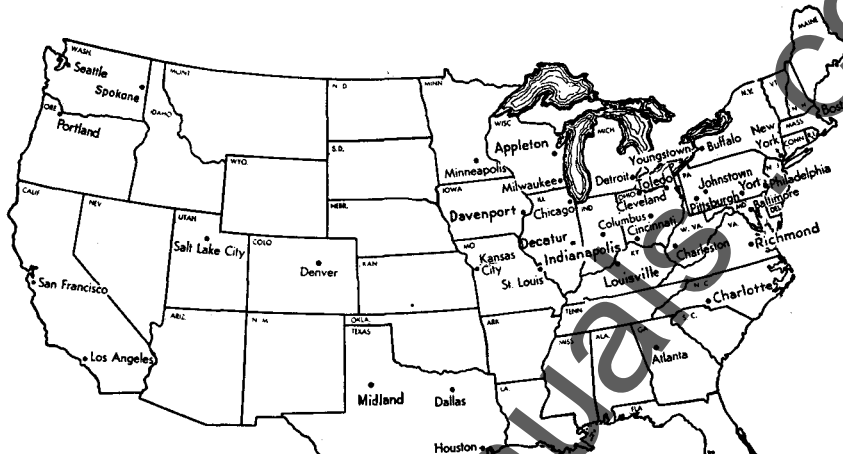 WASH.
Seattle
Spokane
MONT
N D
MINN
MAINE
ORE
Portland
IDAHO
S.D.
WISC
Appleton
MICH
N.Y.
VT
N H
MASS
CONN
New
York
Buffalo
Youngstown
WYO.
Minneapolis
Milwaukee
Detroit
Toledo
Cleveland
PA
Johnstown
York
Philadelphia
Pittsburgh
Baltimore
MD
DEL
CALIF
NEV
UTAH
Salt Lake City
COLO
Denver
NEBR.
IOWA
Davenport
ILL
Chicago
IND
OHIO
Columbus
Cincinnati
W. VA.
VA.
Charleston
Richmond
KAN
MO
Kansas
City
St. Louis
Decatur
Indianapolis
KY
Louisville
San Francisco
Los Angeles
ARIZ.
N M
OKLA.
TEXAS
ARK
TENN
N C
Charlotte
S C.
MISS
ALA.
GA
Atlanta
LA.
FLA
Midland
Dallas
Houston